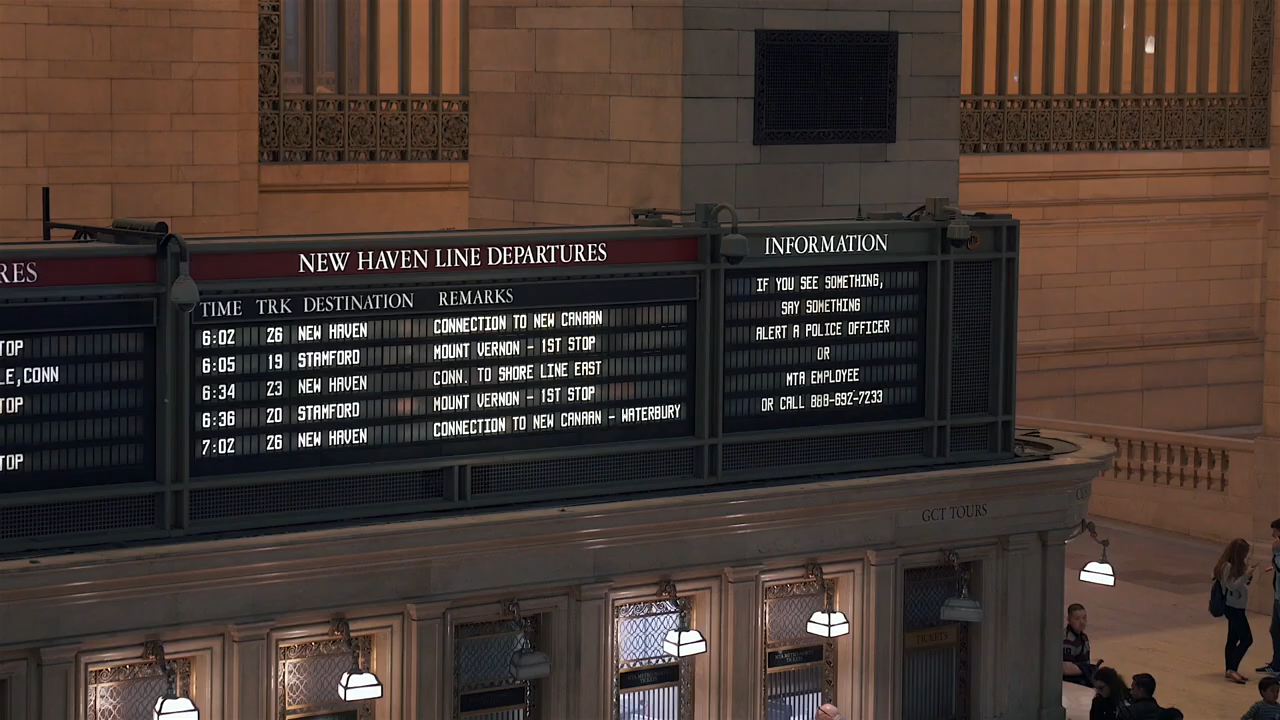 RES
TOP
LE,CONN
TOP
TOP
NEW HAVEN LINE DEPARTURES
TIME TRK DESTINATION REMARKS
6:02 26 NEW HAVEN CONNECTION TO NEW CANAAN
6:05 19 STAMFORD MOUNT VERNON - 1ST STOP
6:34 23 NEW HAVEN CONN. TO SHORE LINE EAST
6:36 20 STAMFORD MOUNT VERNON - 1ST STOP
7:02 26 NEW HAVEN CONNECTION TO NEW CANAAN - WATERBURY
INFORMATION
IF YOU SEE SOMETHING,
SAY SOMETHING
ALERT A POLICE OFFICER
OR
MTA EMPLOYEE
OR CALL 888-692-7233
GCT TOURS
TICKETS